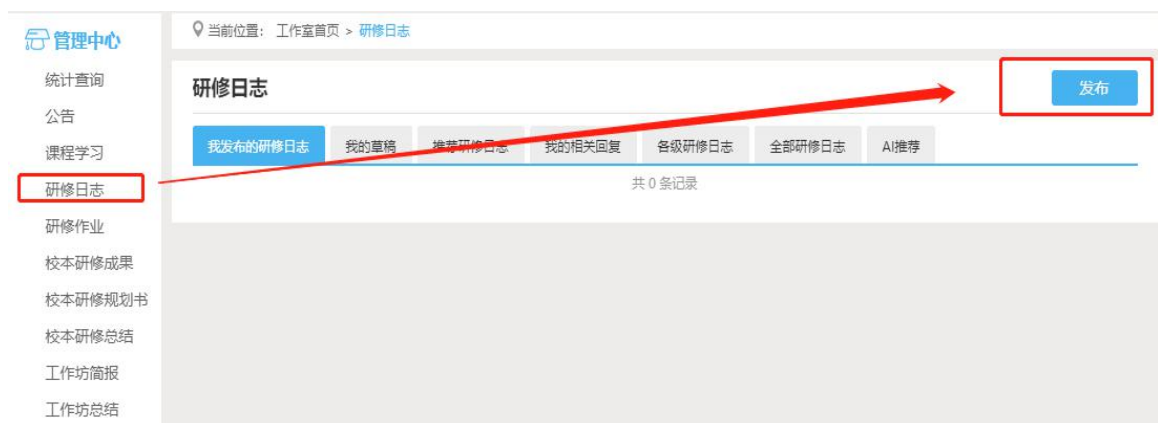 管理中心
统计查询
公告
课程学习
研修日志
研修作业
校本研修成果
校本研修规划书
校本研修总结
工作坊简报
工作坊总结
当前位置： 工作室首页 > 研修日志
研修日志
发布
我发布的研修日志 我的草稿 推荐研修日志 我的相关回复 各级研修日志 全部研修日志 AI推荐
共 0 条记录